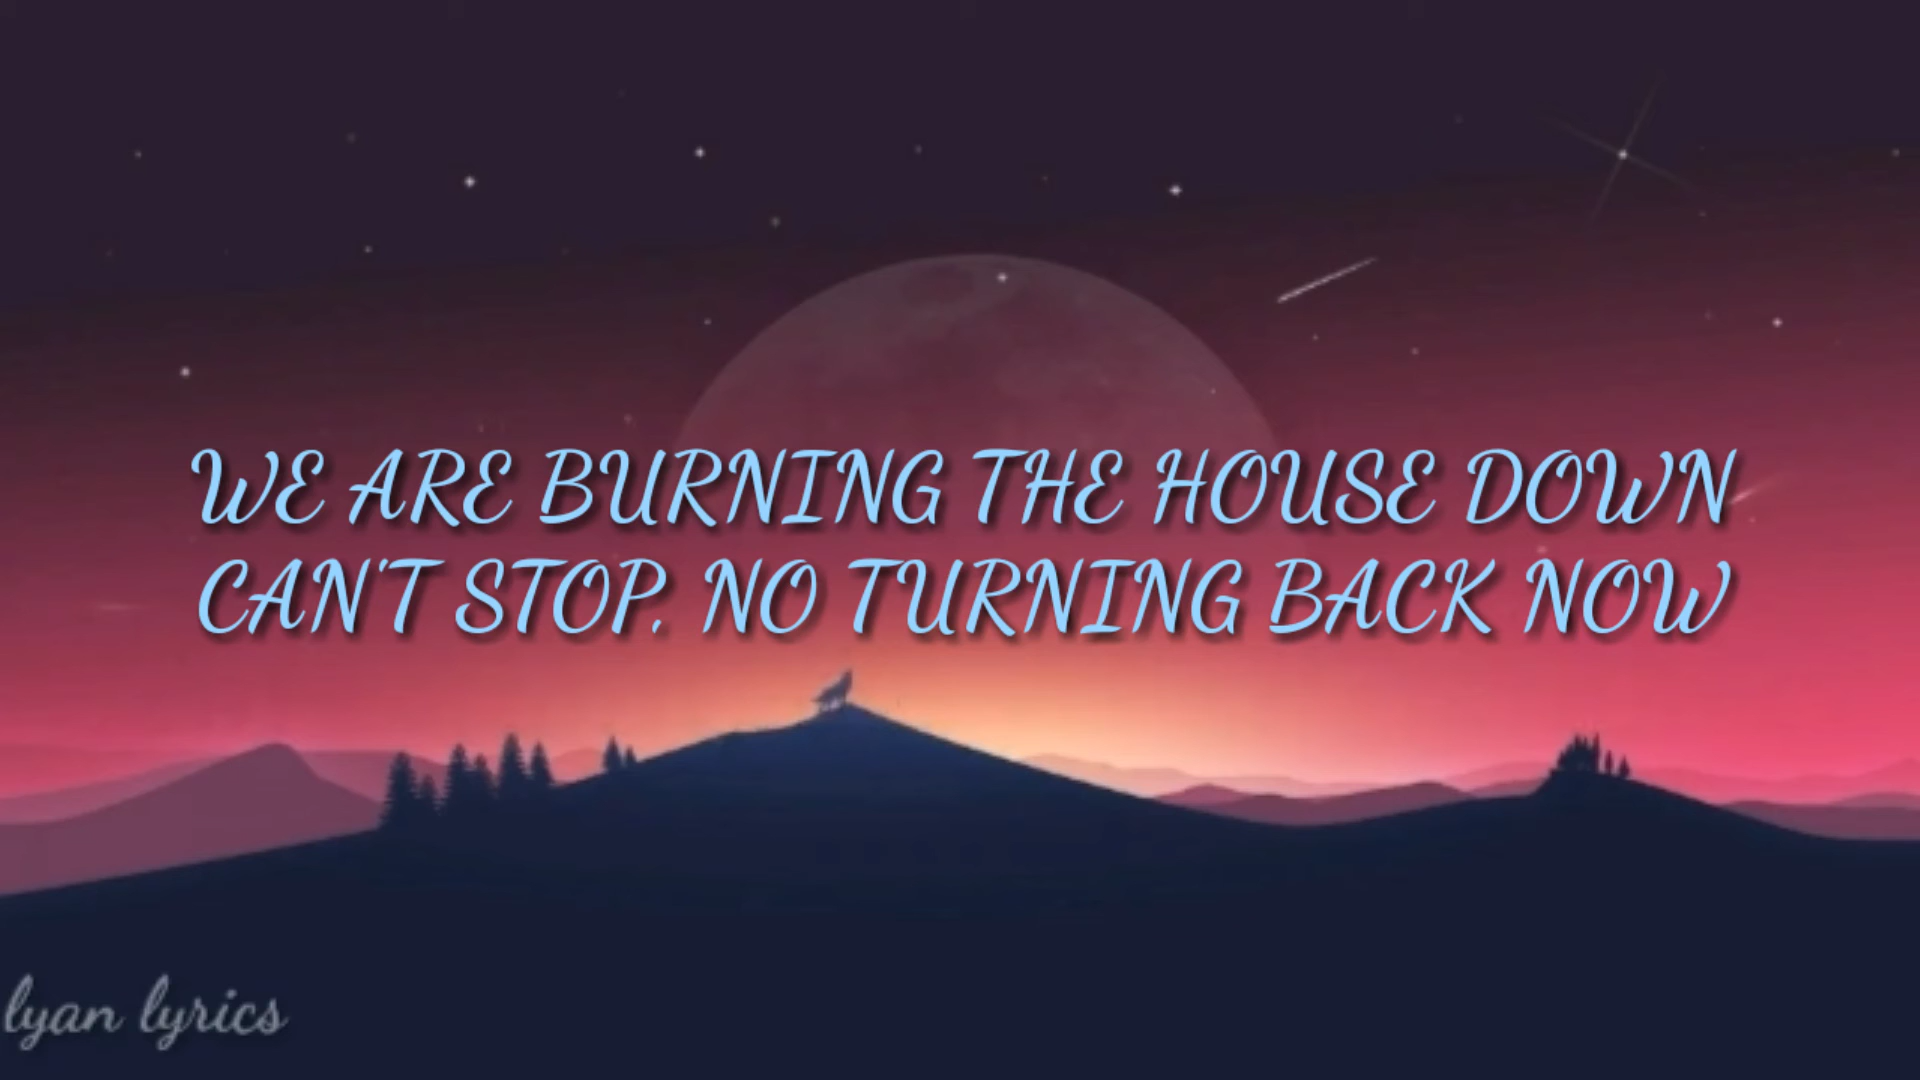 WE ARE BURNING THE HOUSE DOWN
CAN'T STOP, NO TURNING BACK NOW
lyan lyrics